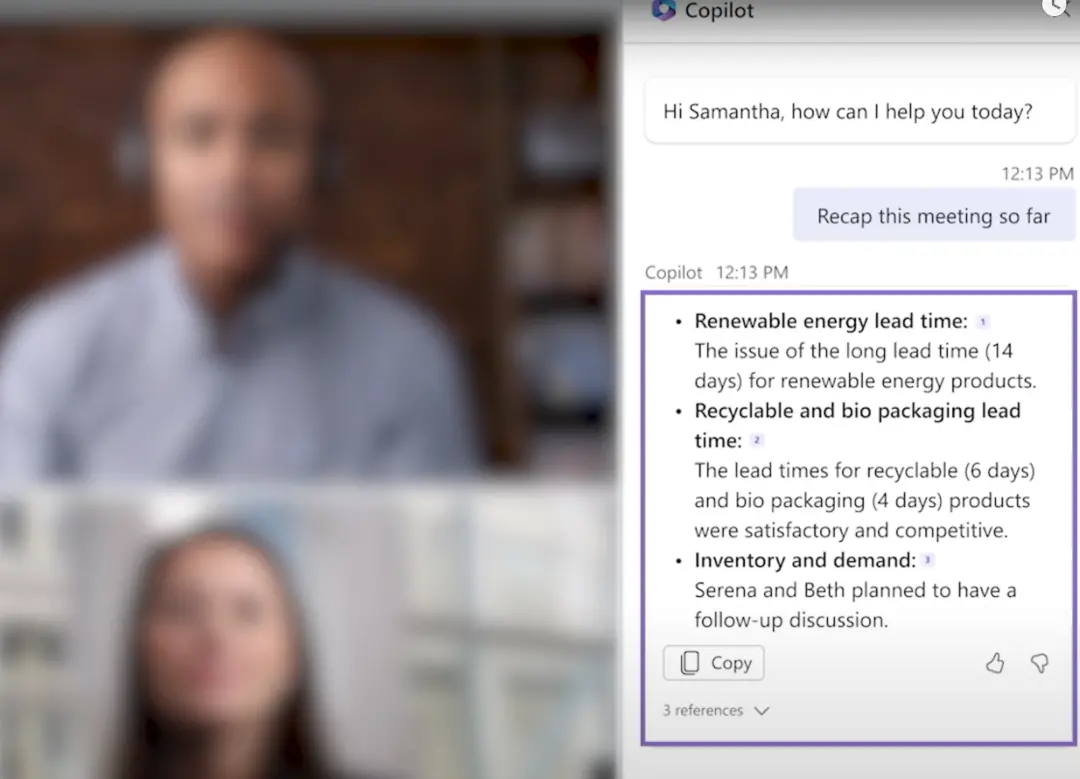 Copilot
Hi Samantha, how can I help you today?
12:13 PM
Recap this meeting so far
Copilot 12:13 PM
• Renewable energy lead time: 1
The issue of the long lead time (14
days) for renewable energy products.
• Recyclable and bio packaging lead
time: 2
The lead times for recyclable (6 days)
and bio packaging (4 days) products
were satisfactory and competitive.
• Inventory and demand: 3
Serena and Beth planned to have a
follow-up discussion.
Copy
3 references